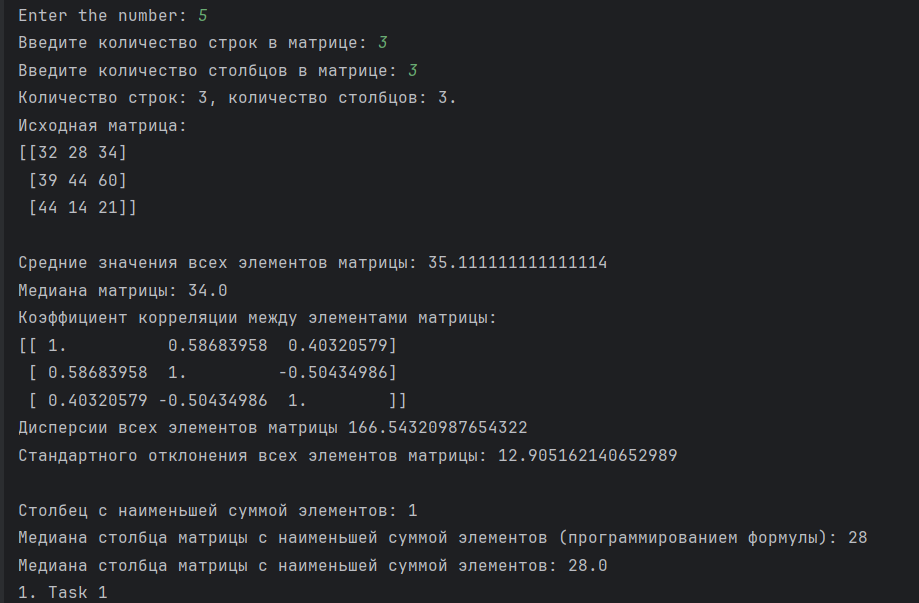 Enter the number: 5
Введите количество строк в матрице: 3
Введите количество столбцов в матрице: 3
Количество строк: 3, количество столбцов: 3.
Исходная матрица:
[[32 28 34]
 [39 44 60]
 [44 14 21]]
Средние значения всех элементов матрицы: 35.111111111111114
Медиана матрицы: 34.0
Коэффициент корреляции между элементами матрицы:
[[ 1.          0.58683958  0.40320579]
 [ 0.58683958  1.         -0.50434986]
 [ 0.40320579 -0.50434986  1.        ]]
Дисперсии всех элементов матрицы 166.54320987654322
Стандартного отклонения всех элементов матрицы: 12.905162140652989
Столбец с наименьшей суммой элементов: 1
Медиана столбца матрицы с наименьшей суммой элементов (программированием формулы): 28
Медиана столбца матрицы с наименьшей суммой элементов: 28.0
1. Task 1